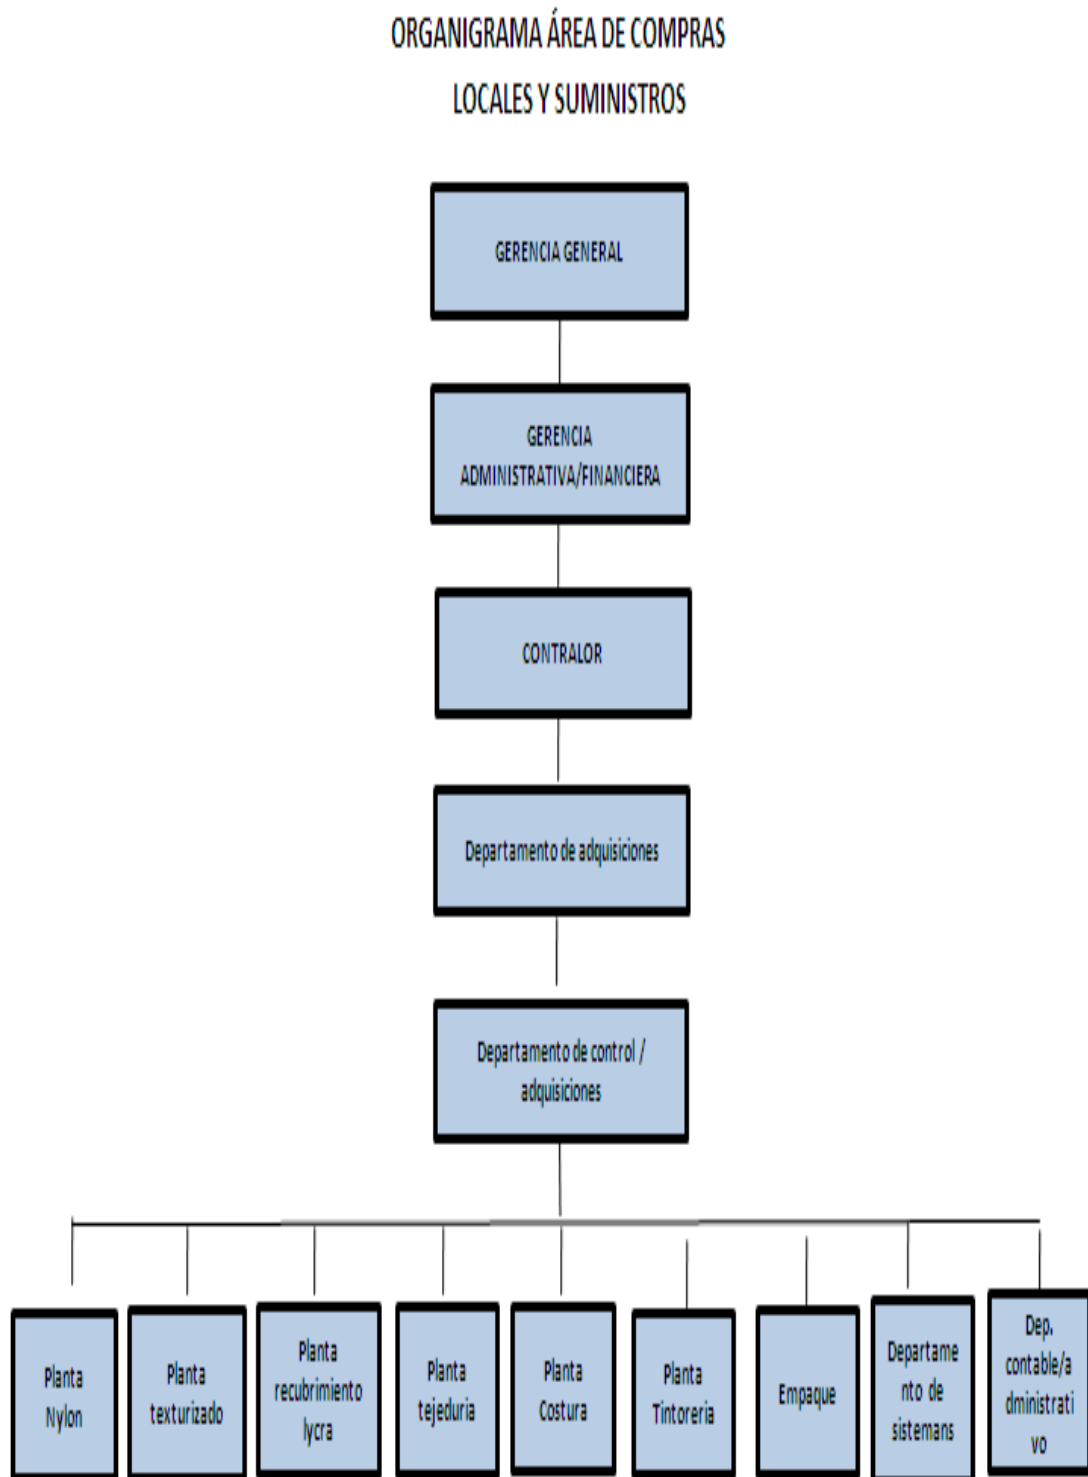 ORGANIGRAMA ÁREA DE COMPRAS
LOCALES Y SUMINISTROS
GERENCIA GENERAL
GERENCIA
ADMINISTRATIVA/FINANCIERA
CONTRALOR
Departamento de adquisiciones
Departamento de control /
adquisiciones
Planta
Nylon
Planta
texturizado
Planta
recubrimiento
lycra
Planta
tejeduria
Planta
Costura
Planta
Tintoreria
Empaque
Departame
nto de
sistemans
Dep.
contable/a
dministrati
vo